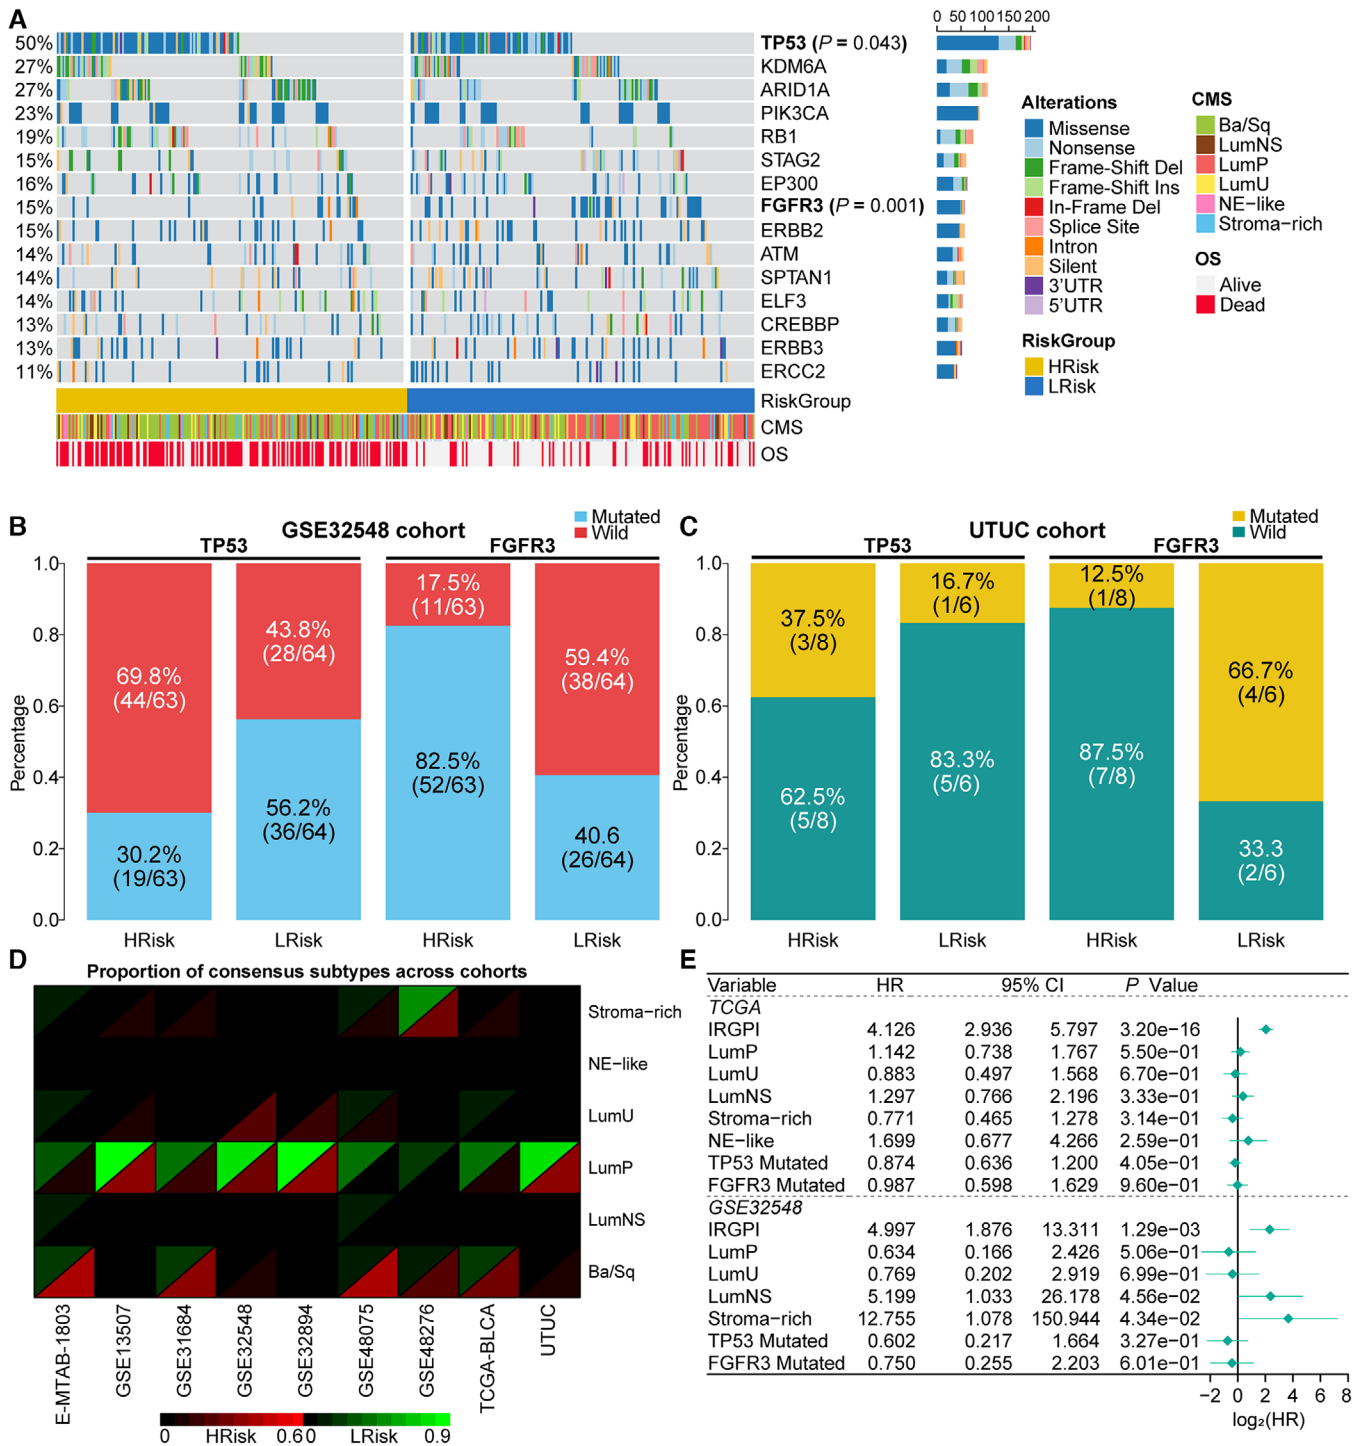 A
0 50 100 150 200
50% TP53 (P = 0.043)
27% KDM6A
27% ARID1A
23% PIK3CA
19% RB1
15% STAG2
16% EP300
15% FGFR3 (P = 0.001)
15% ERBB2
14% ATM
14% SPTAN1
14% ELF3
13% CREBBP
13% ERBB3
11% ERCC2
RiskGroup
CMS
OS
Alterations
Missense
Nonsense
Frame-Shift Del
Frame-Shift Ins
In-Frame Del
Splice Site
Intron
Silent
3'UTR
5'UTR
RiskGroup
HRisk
LRisk
CMS
Ba/Sq
LumNS
LumP
LumU
NE-like
Stroma-rich
OS
Alive
Dead
B
GSE32548 cohort
Mutated
Wild
TP53 FGFR3
Percentage
1.0
0.8
0.6
0.4
0.2
0.0
69.8%
(44/63)
30.2%
(19/63)
43.8%
(28/64)
56.2%
(36/64)
17.5%
(11/63)
82.5%
(52/63)
59.4%
(38/64)
40.6
(26/64)
HRisk LRisk HRisk LRisk
C
UTUC cohort
Mutated
Wild
TP53 FGFR3
Percentage
1.0
0.8
0.6
0.4
0.2
0.0
37.5%
(3/8)
62.5%
(5/8)
16.7%
(1/6)
83.3%
(5/6)
12.5%
(1/8)
87.5%
(7/8)
66.7%
(4/6)
33.3
(2/6)
HRisk LRisk HRisk LRisk
D
Proportion of consensus subtypes across cohorts
Stroma-rich
NE-like
LumU
LumP
LumNS
Ba/Sq
E-MTAB-1803
GSE13507
GSE31684
GSE32548
GSE32894
GSE48075
GSE48276
TCGA-BLCA
UTUC
0 HRisk 0.6 0 LRisk 0.9
E
Variable HR 95% CI P Value
TCGA
IRGPI 4.126 2.936 5.797 3.20e-16
LumP 1.142 0.738 1.767 5.50e-01
LumU 0.883 0.497 1.568 6.70e-01
LumNS 1.297 0.766 2.196 3.33e-01
Stroma-rich 0.771 0.465 1.278 3.14e-01
NE-like 1.699 0.677 4.266 2.59e-01
TP53 Mutated 0.874 0.636 1.200 4.05e-01
FGFR3 Mutated 0.987 0.598 1.629 9.60e-01
GSE32548
IRGPI 4.997 1.876 13.311 1.29e-03
LumP 0.634 0.166 2.426 5.06e-01
LumU 0.769 0.202 2.919 6.99e-01
LumNS 5.199 1.033 26.178 4.56e-02
Stroma-rich 12.755 1.078 150.944 4.34e-02
TP53 Mutated 0.602 0.217 1.664 3.27e-01
FGFR3 Mutated 0.750 0.255 2.203 6.01e-01
−2 0 2 4 6 8
log₂(HR)